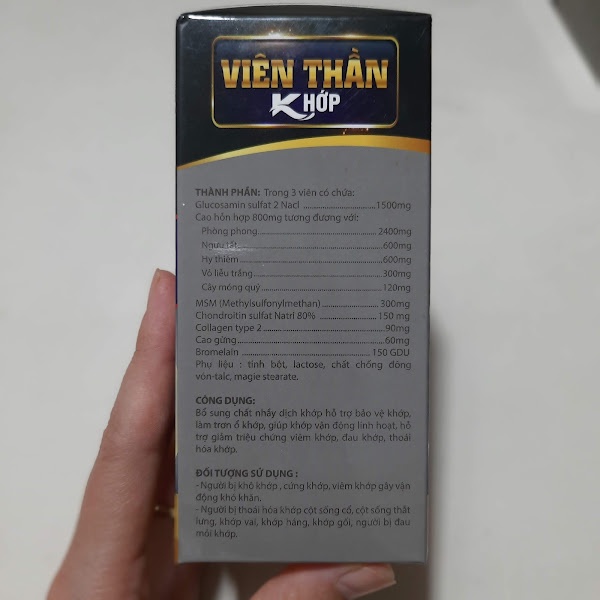 VIÊN THẦN
KHỚP
THÀNH PHẦN: Trong 3 viên có chứa:
Glucosamin sulfat 2 Nacl ........................1500mg
Cao hỗn hợp 800mg tương đương với:
Phòng phong........................2400mg
Ngưu tất........................600mg
Hy thiêm........................600mg
Vỏ liễu trắng........................300mg
Cây móng quỷ........................120mg
MSM (Methylsulfonylmethan)........................300mg
Chondroitin sulfat Natri 80% ........................150 mg
Collagen type 2........................90mg
Cao gừng........................60mg
Bromelain........................150 GDU
Phụ liệu : tinh bột, lactose, chất chống đông
vón-talc, magie stearate.
CÔNG DỤNG:
Bổ sung chất nhầy dịch khớp hỗ trợ bảo vệ khớp,
làm trơn ổ khớp, giúp khớp vận động linh hoạt, hỗ
trợ giảm triệu chứng viêm khớp, đau khớp, thoái
hóa khớp.
ĐỐI TƯỢNG SỬ DỤNG :
- Người bị khô khớp , cứng khớp, viêm khớp gây vận
động khó khăn.
- Người bị thoái hóa khớp cột sống cổ, cột sống thắt
lưng, khớp vai, khớp háng, khớp gối, người bị đau
mỏi khớp.